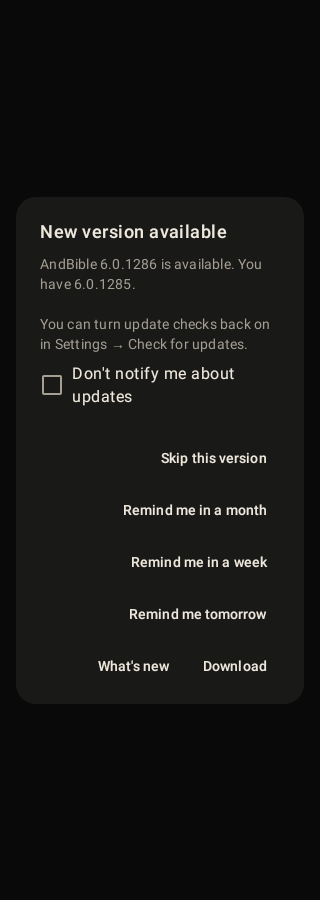 New version available
AndBible 6.0.1286 is available. You
have 6.0.1285.
You can turn update checks back on
in Settings → Check for updates.
Don't notify me about
updates
Skip this version
Remind me in a month
Remind me in a week
Remind me tomorrow
What's new Download